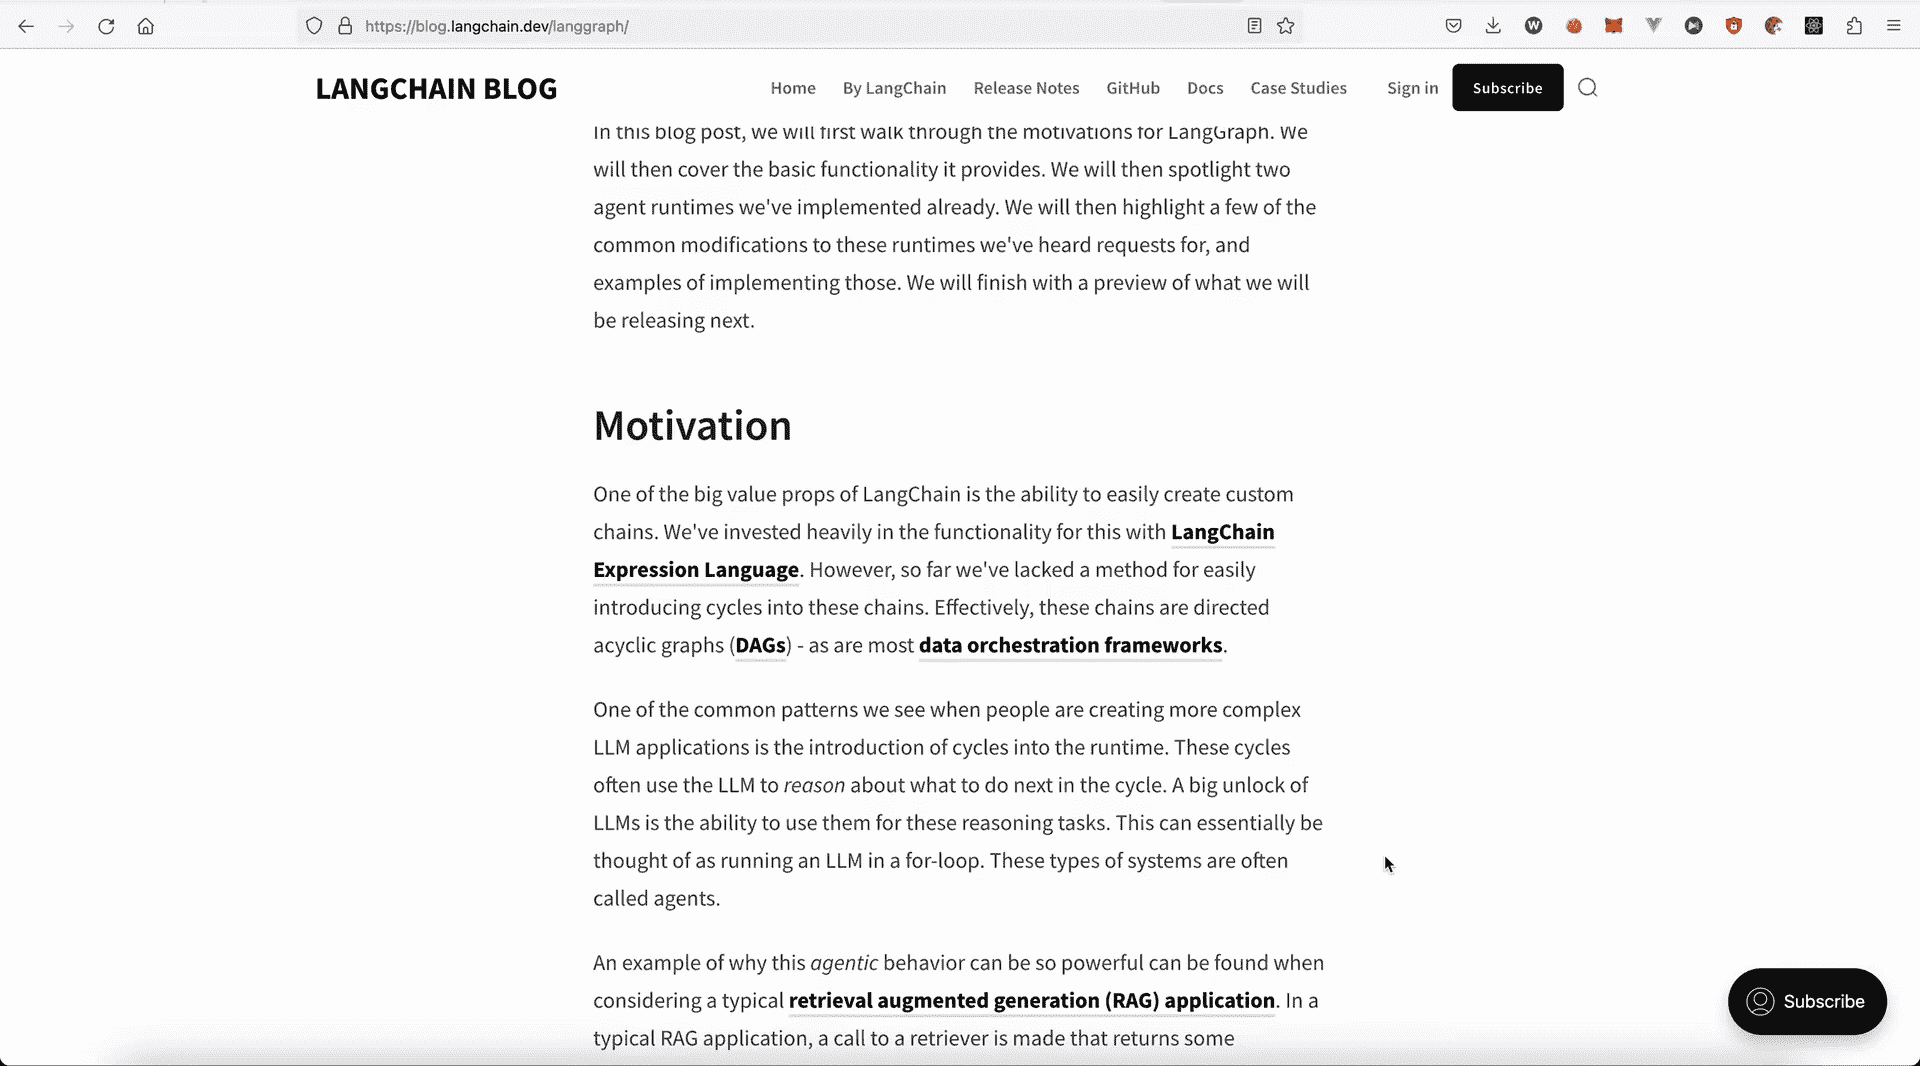 https://blog.langchain.dev/langgraph/
LANGCHAIN BLOG
Home
By LangChain
Release Notes
GitHub
Docs
Case Studies
Sign in
Subscribe
In this blog post, we will first walk through the motivations for LangGraph. We
will then cover the basic functionality it provides. We will then spotlight two
agent runtimes we've implemented already. We will then highlight a few of the
common modifications to these runtimes we've heard requests for, and
examples of implementing those. We will finish with a preview of what we will
be releasing next.
Motivation
One of the big value props of LangChain is the ability to easily create custom
chains. We've invested heavily in the functionality for this with LangChain
Expression Language. However, so far we've lacked a method for easily
introducing cycles into these chains. Effectively, these chains are directed
acyclic graphs (DAGs) - as are most data orchestration frameworks.
One of the common patterns we see when people are creating more complex
LLM applications is the introduction of cycles into the runtime. These cycles
often use the LLM to reason about what to do next in the cycle. A big unlock of
LLMs is the ability to use them for these reasoning tasks. This can essentially be
thought of as running an LLM in a for-loop. These types of systems are often
called agents.
An example of why this agentic behavior can be so powerful can be found when
considering a typical retrieval augmented generation (RAG) application. In a
typical RAG application, a call to a retriever is made that returns some
Subscribe